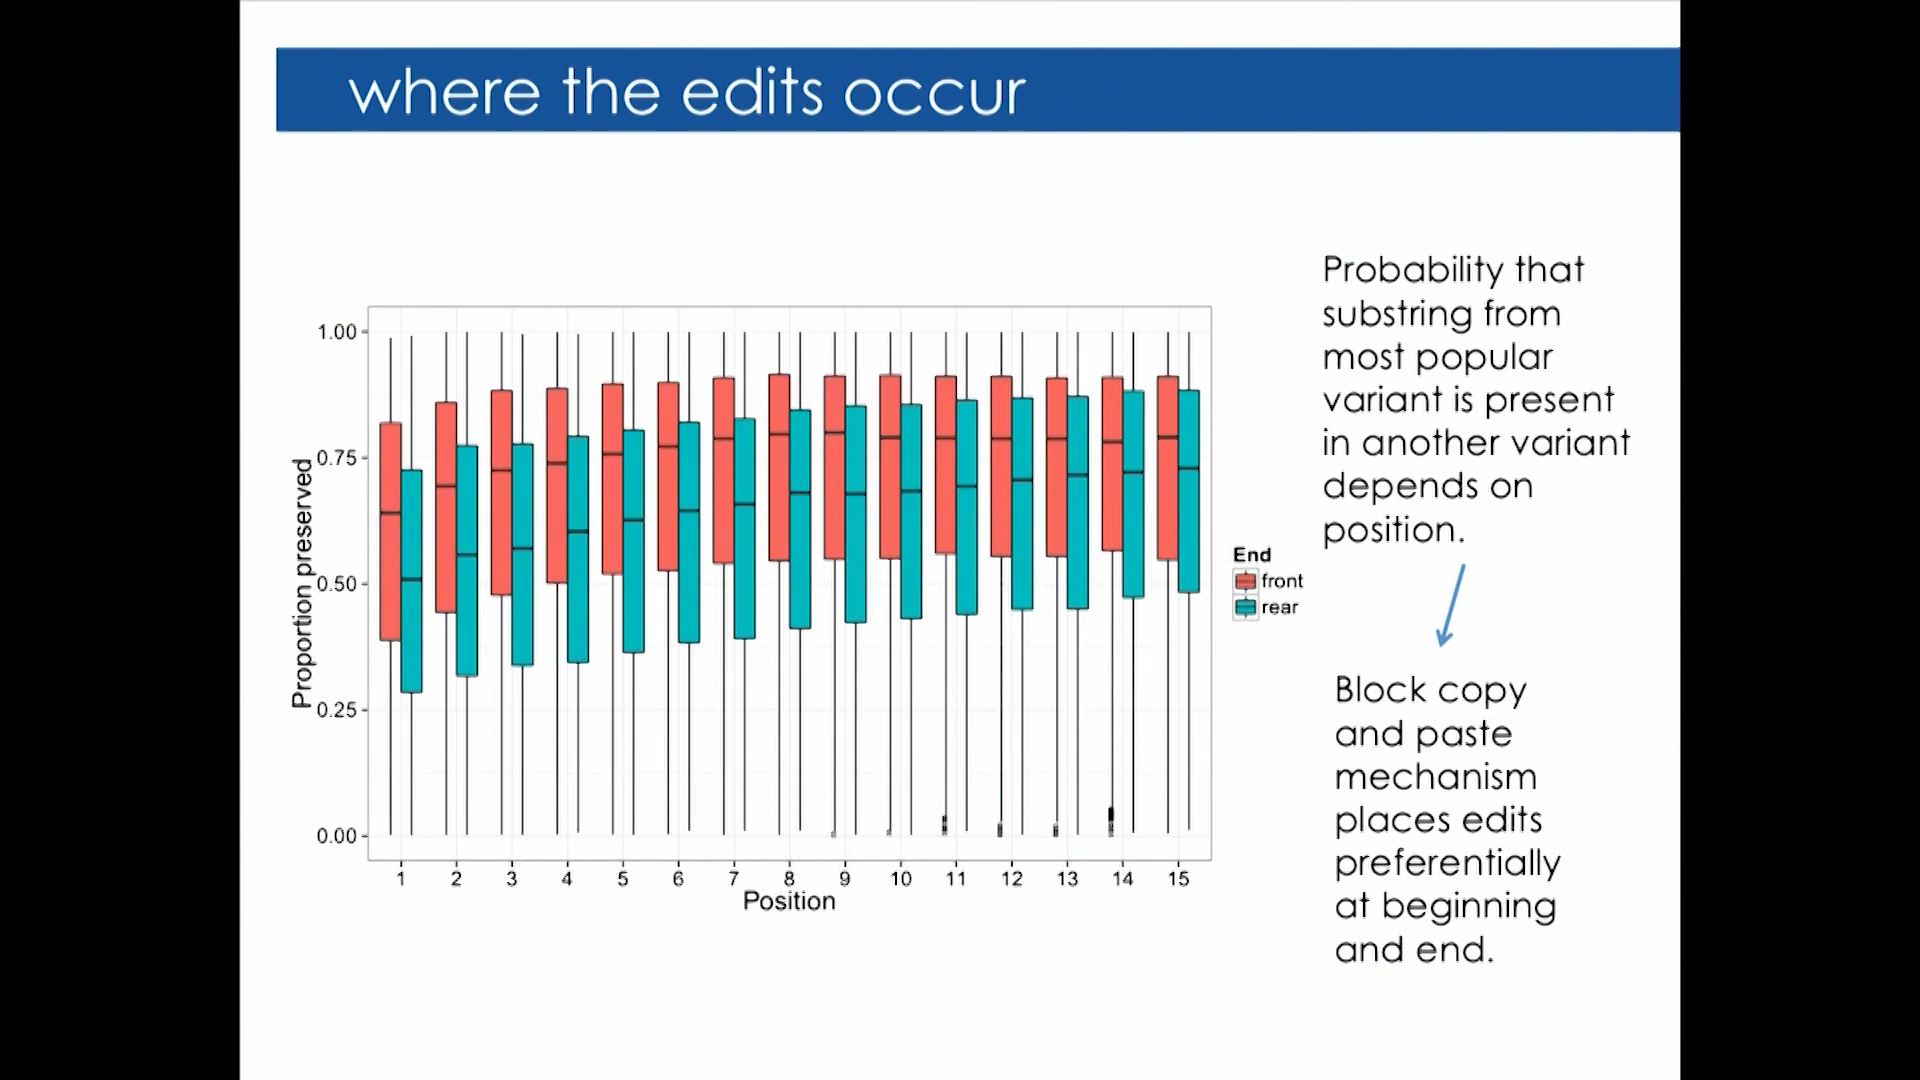 where the edits occur
Probability that
substring from
most popular
variant is present
in another variant
depends on
position.
Block copy
and paste
mechanism
places edits
preferentially
at beginning
and end.
Proportion preserved
1.00
0.75
0.50
0.25
0.00
1 2 3 4 5 6 7 8 9 10 11 12 13 14 15
Position
End
front
rear